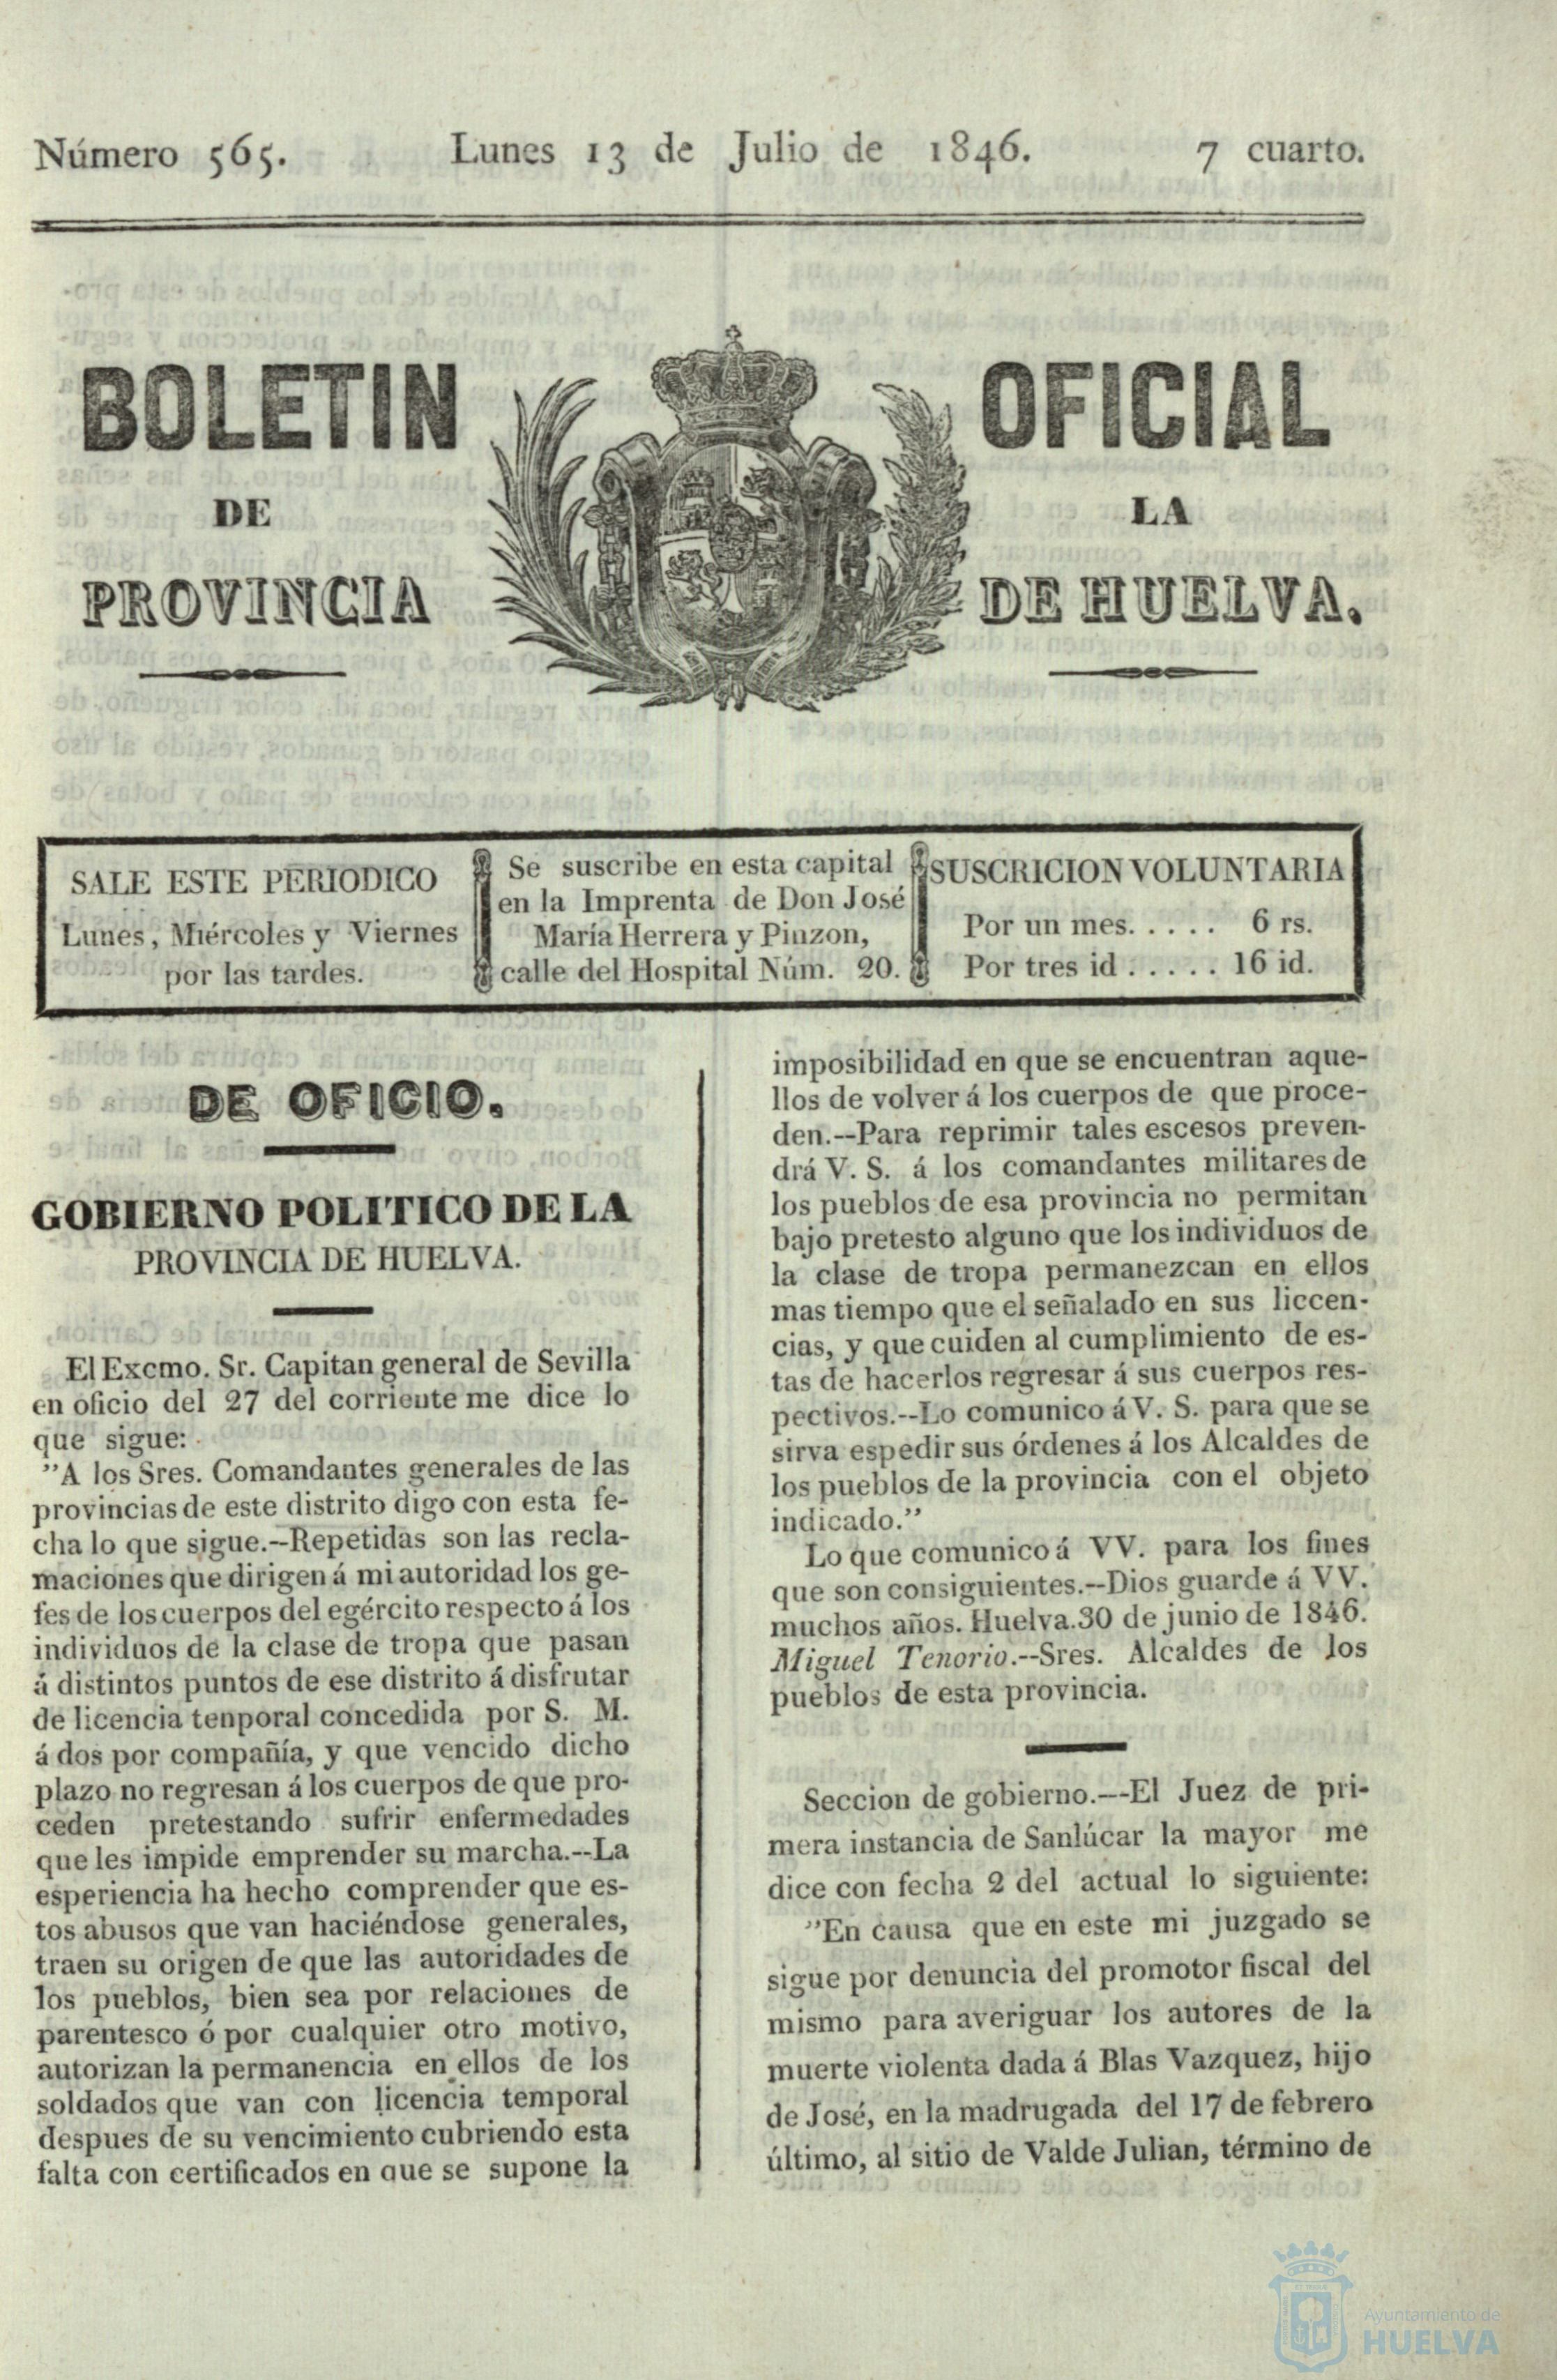 Número 565. Lunes 13 de Julio de 1846. 7 cuarto.
BOLETIN OFICIAL
DE LA
PROVINCIA DE HUELVA.
SALE ESTE PERIODICO
Lunes, Miércoles y Viernes
por las tardes.
Se suscribe en esta capital
en la Imprenta de Don José
María Herrera y Pinzon,
calle del Hospital Núm. 20.
SUSCRICION VOLUNTARIA
Por un mes. . . . . 6 rs.
Por tres id . . . . . 16 id.
DE OFICIO.
GOBIERNO POLITICO DE LA
PROVINCIA DE HUELVA.
El Excmo. Sr. Capitan general de Sevilla
en oficio del 27 del corriente me dice lo
que sigue:
"A los Sres. Comandantes generales de las
provincias de este distrito digo con esta fe-
cha lo que sigue.--Repetidas son las recla-
maciones que dirigen á mi autoridad los ge-
fes de los cuerpos del egército respecto á los
individuos de la clase de tropa que pasan
á distintos puntos de ese distrito á disfrutar
de licencia tenporal concedida por S. M.
á dos por compañía, y que vencido dicho
plazo no regresan á los cuerpos de que pro-
ceden pretestando sufrir enfermedades
que les impide emprender su marcha.--La
esperiencia ha hecho comprender que es-
tos abusos que van haciéndose generales,
traen su origen de que las autoridades de
los pueblos, bien sea por relaciones de
parentesco ó por cualquier otro motivo,
autorizan la permanencia en ellos de los
soldados que van con licencia temporal
despues de su vencimiento cubriendo esta
falta con certificados en que se supone la
imposibilidad en que se encuentran aque-
llos de volver á los cuerpos de que proce-
den.--Para reprimir tales escesos preven-
drá V. S. á los comandantes militares de
los pueblos de esa provincia no permitan
bajo pretesto alguno que los individuos de
la clase de tropa permanezcan en ellos
mas tiempo que el señalado en sus liccen-
cias, y que cuiden al cumplimiento de es-
tas de hacerlos regresar á sus cuerpos res-
pectivos.--Lo comunico á V. S. para que se
sirva espedir sus órdenes á los Alcaldes de
los pueblos de la provincia con el objeto
indicado."
Lo que comunico á VV. para los fines
que son consiguientes.--Dios guarde á VV.
muchos años. Huelva.30 de junio de 1846.
Miguel Tenorio.--Sres. Alcaldes de los
pueblos de esta provincia.
Seccion de gobierno.---El Juez de pri-
mera instancia de Sanlúcar la mayor me
dice con fecha 2 del actual lo siguiente:
"En causa que en este mi juzgado se
sigue por denuncia del promotor fiscal del
mismo para averiguar los autores de la
muerte violenta dada á Blas Vazquez, hijo
de José, en la madrugada del 17 de febrero
último, al sitio de Valde Julian, término de
Ayuntamiento de
HUELVA